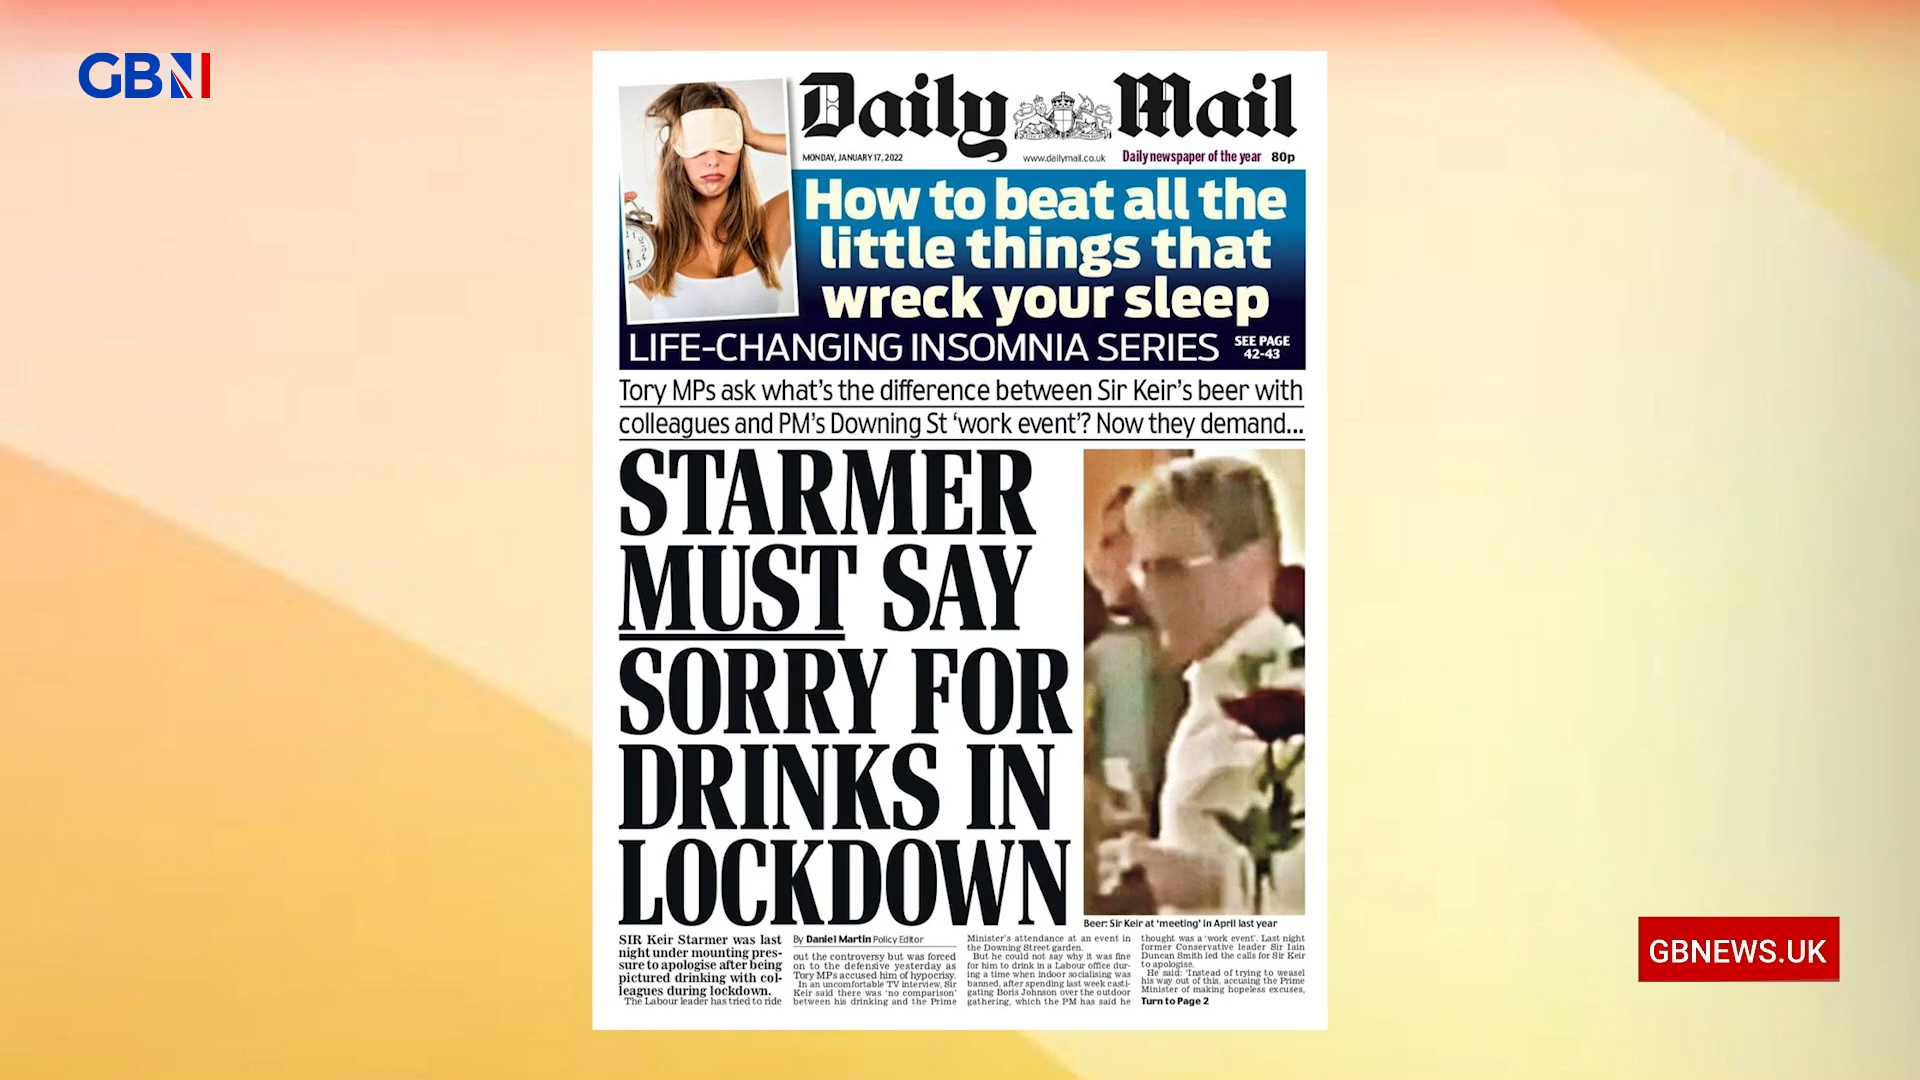 GBN
Daily Mail
MONDAY, JANUARY 17, 2022
www.dailymail.co.uk
Daily newspaper of the year 80p
How to beat all the
little things that
wreck your sleep
LIFE-CHANGING INSOMNIA SERIES
SEE PAGE
42-43
Tory MPs ask what's the difference between Sir Keir's beer with
colleagues and PM's Downing St 'work event'? Now they demand...
STARMER
MUST SAY
SORRY FOR
DRINKS IN
LOCKDOWN
Beer: Sir Keir at 'meeting' in April last year
SIR Keir Starmer was last
night under mounting pres-
sure to apologise after being
pictured drinking with col-
leagues during lockdown.
The Labour leader has tried to ride
By Daniel Martin Policy Editor
out the controversy but was forced
on to the defensive yesterday as
Tory MPs accused him of hypocrisy.
In an uncomfortable TV interview, Sir
Keir said there was 'no comparison'
between his drinking and the Prime
Minister's attendance at an event in
the Downing Street garden.
But he could not say why it was fine
for him to drink in a Labour office dur-
ing a time when indoor socialising was
banned, after spending last week casti-
gating Boris Johnson over the outdoor
gathering, which the PM has said he
thought was a 'work event'. Last night
former Conservative leader Sir Iain
Duncan Smith led the calls for Sir Keir
to apologise.
He said: 'Instead of trying to weasel
his way out of this, accusing the Prime
Minister of making hopeless excuses,
Turn to Page 2
GBNEWS.UK